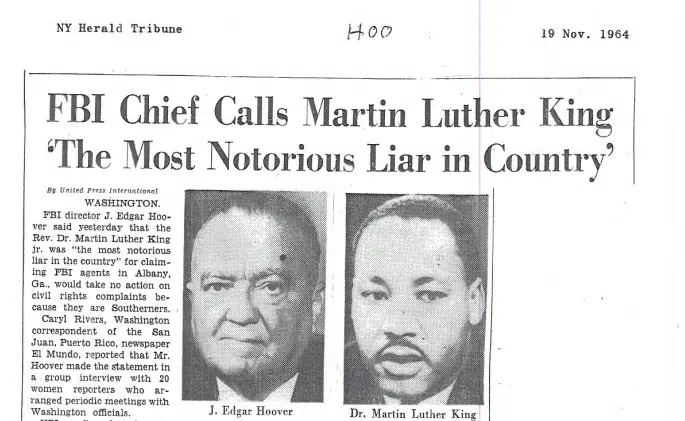 NY Herald Tribune
HOO
19 Nov. 1964
FBI Chief Calls Martin Luther King
‘The Most Notorious Liar in Country’
By United Press International
WASHINGTON.
FBI director J. Edgar Hoo-
ver said yesterday that the
Rev. Dr. Martin Luther King
jr. was "the most notorious
liar in the country" for claim-
ing FBI agents in Albany,
Ga., would take no action on
civil rights complaints be-
cause they are Southerners.
Caryl Rivers, Washington
correspondent of the San
Juan, Puerto Rico, newspaper
El Mundo, reported that Mr.
Hoover made the statement in
a group interview with 20
women reporters who ar-
ranged periodic meetings with
Washington officials.
J. Edgar Hoover
Dr. Martin Luther King